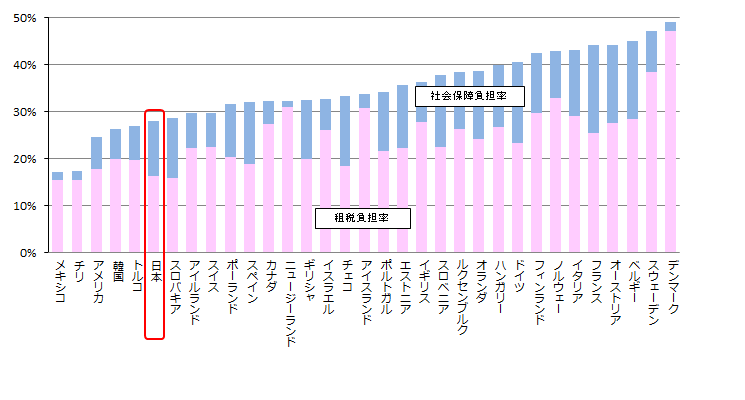 50%
40%
30%
20%
10%
0%
社会保障負担率
租税負担率
メキシコ
チリ
アメリカ
韓国
トルコ
日本
スロバキア
アイルランド
スイス
ポーランド
スペイン
カナダ
ニュージーランド
ギリシャ
イスラエル
チェコ
アイスランド
ポルトガル
エストニア
イギリス
スロベニア
ルクセンブルク
オランダ
ハンガリー
ドイツ
フィンランド
ノルウェー
イタリア
フランス
オーストリア
ベルギー
スウェーデン
デンマーク